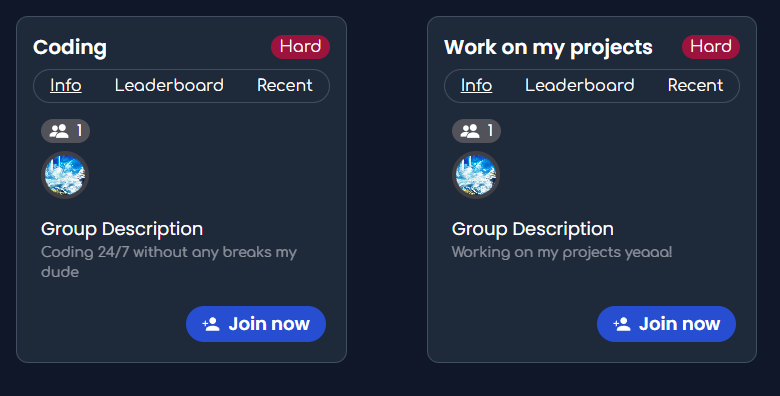 Coding Hard
Info Leaderboard Recent
1
Group Description
Coding 24/7 without any breaks my
dude
Join now
Work on my projects Hard
Info Leaderboard Recent
1
Group Description
Working on my projects yeaaal
Join now